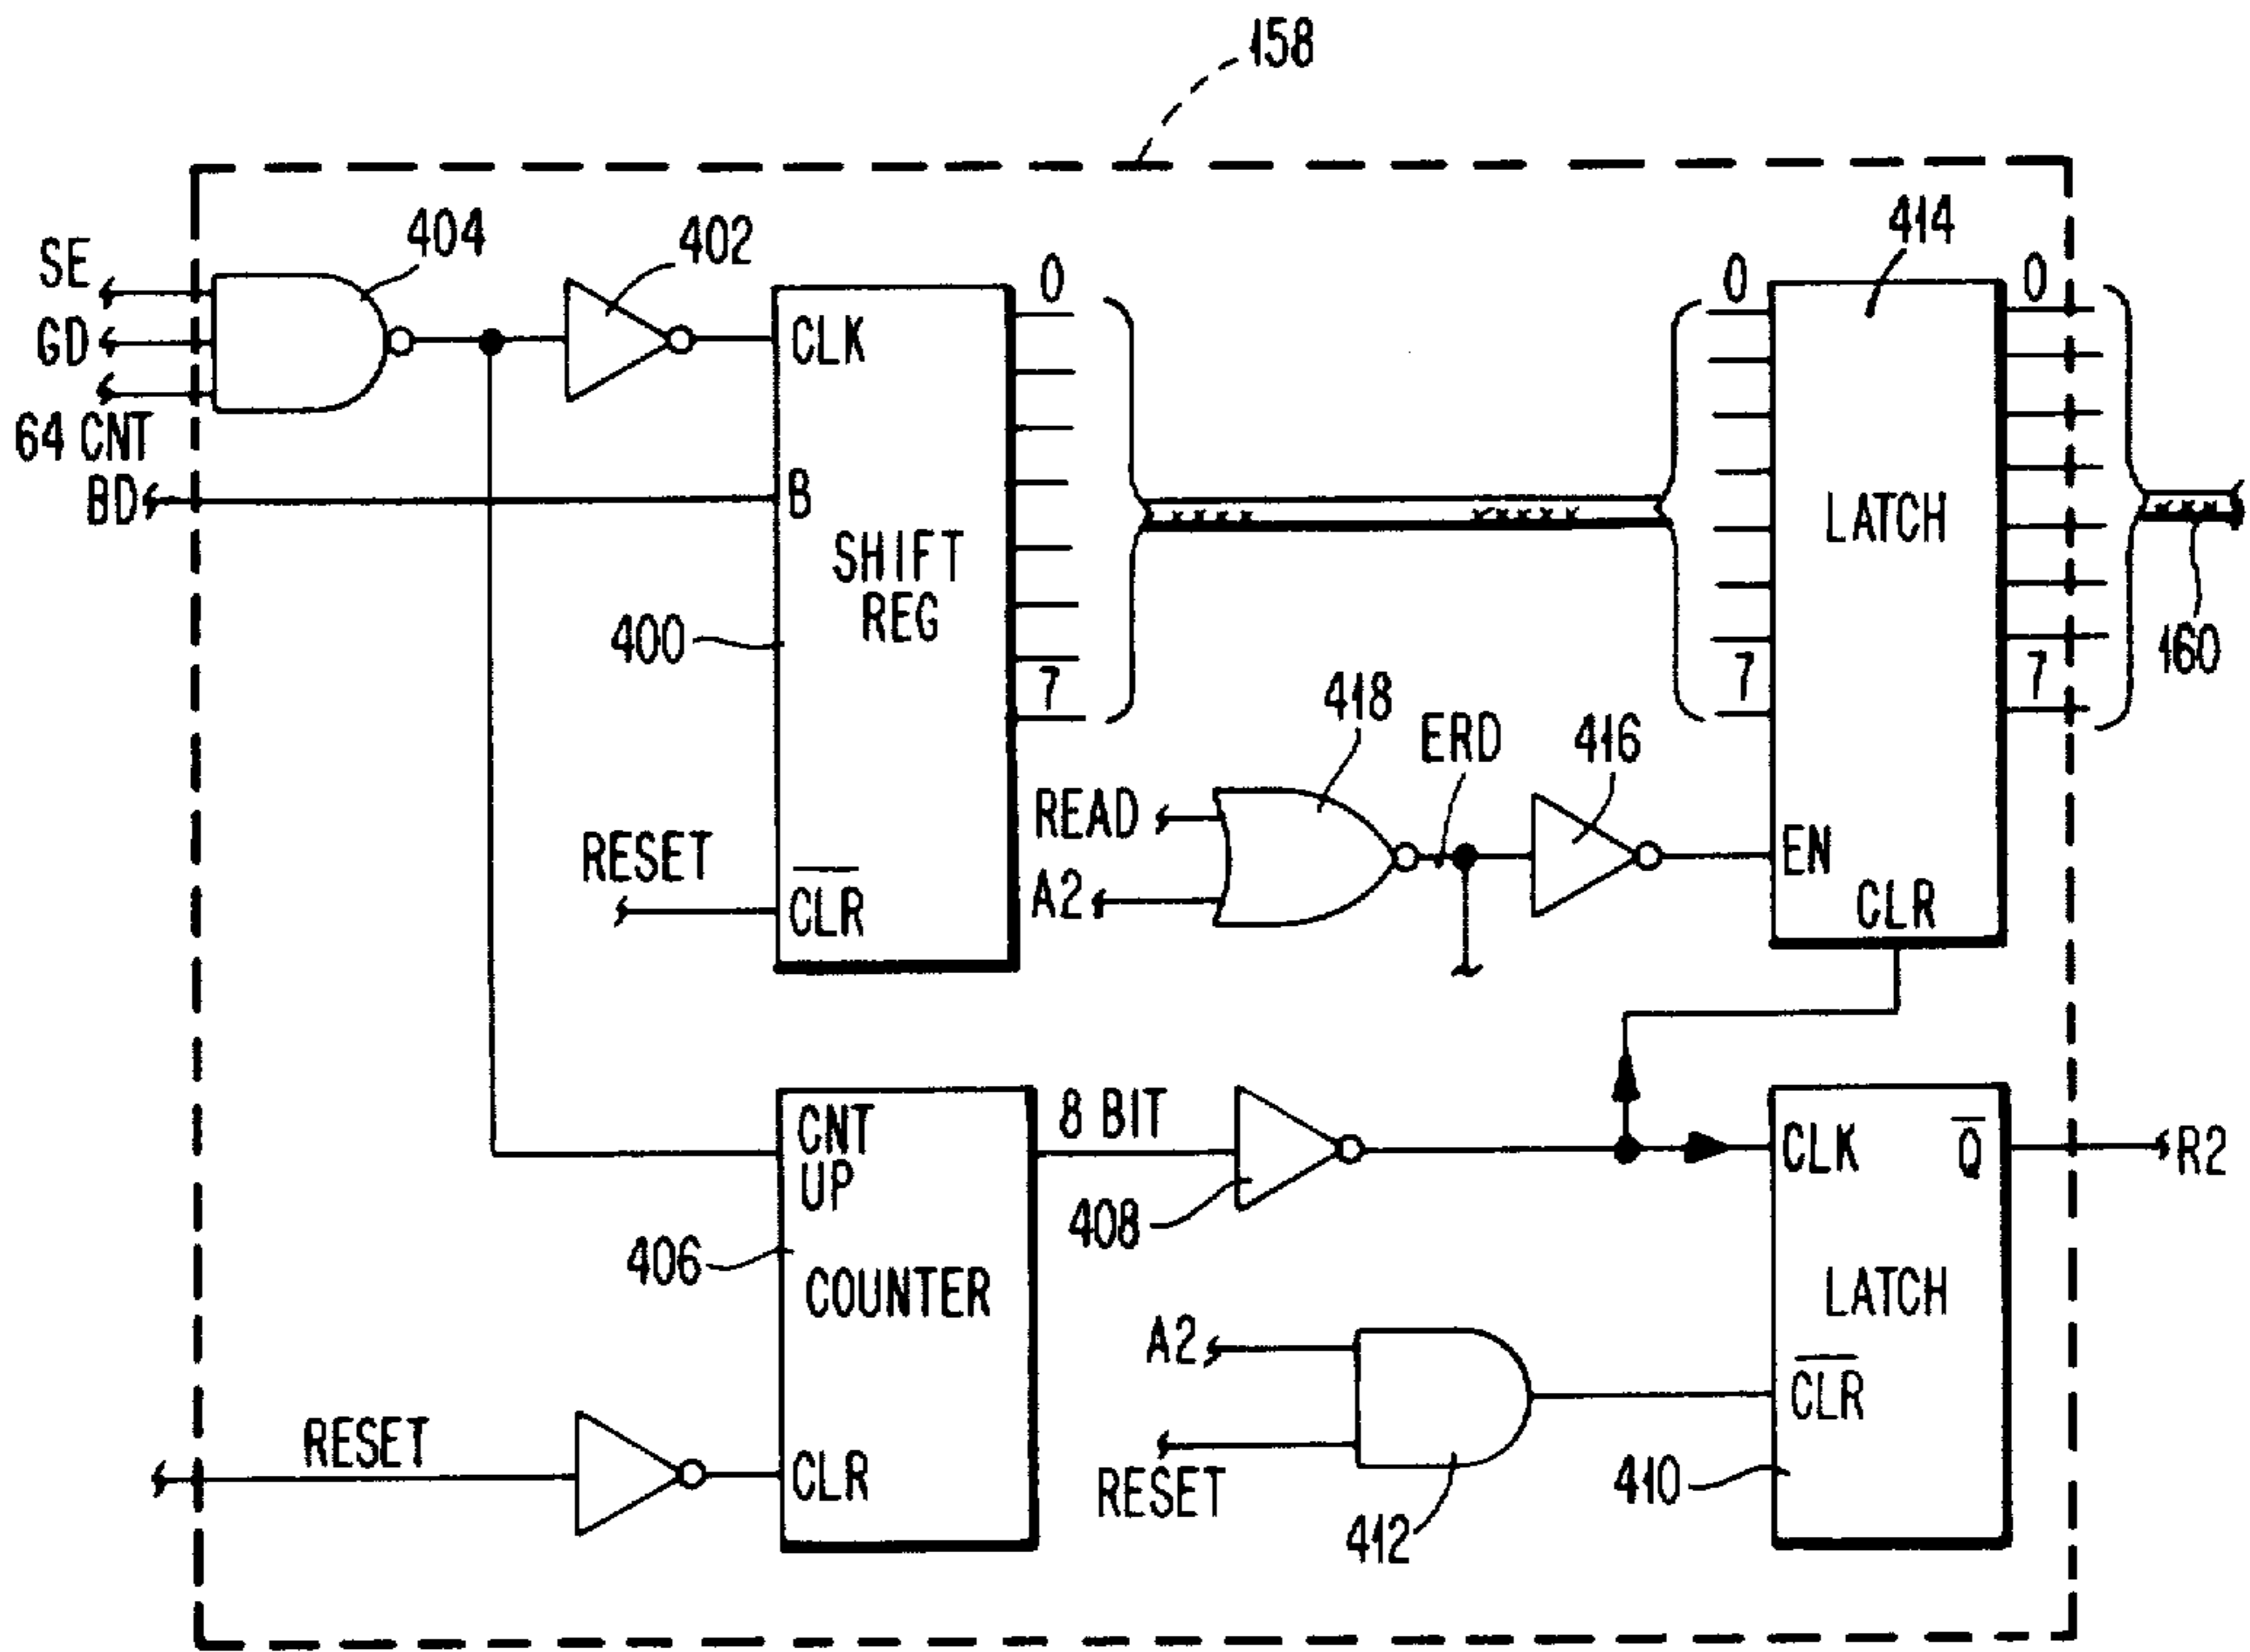 158
SE
GD
64 CNT
BD
404
402
CLK
B
SHIFT
REG
400
RESET
CLR
0
7
0
7
414
LATCH
EN
CLR
0
7
160
READ
A2
418
ERD
416
CNT
UP
406
COUNTER
CLR
RESET
8 BIT
408
A2
RESET
412
CLK
Q
LATCH
CLR
410
R2